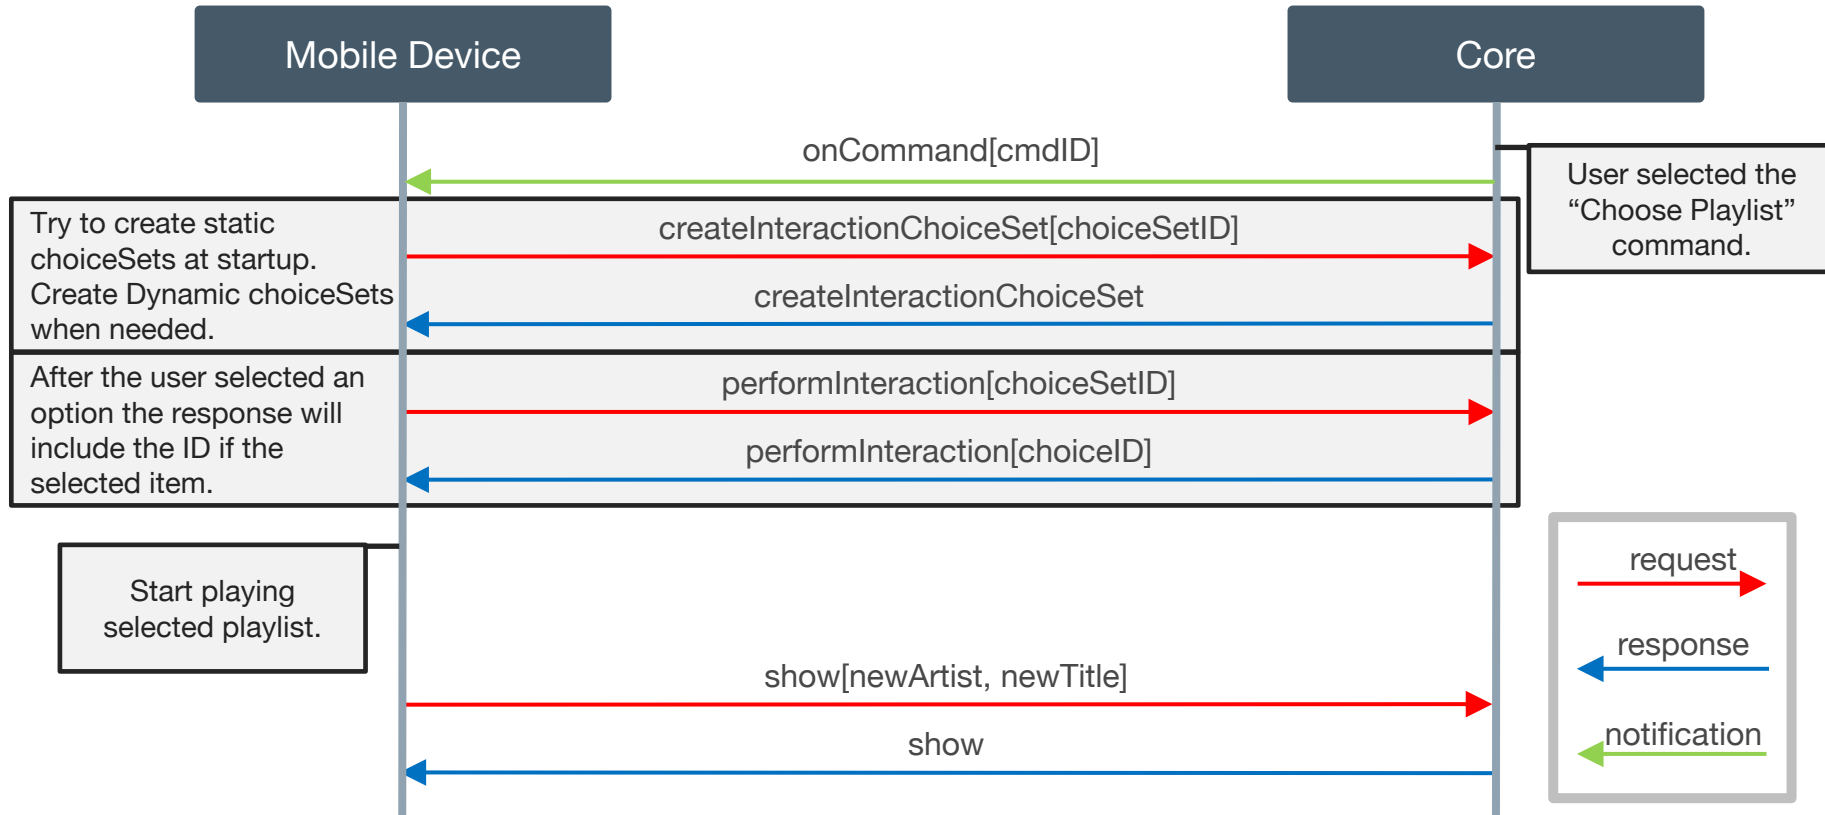 Mobile Device
Core
onCommand[cmdID]
User selected the
“Choose Playlist”
command.
Try to create static
choiceSets at startup.
Create Dynamic choiceSets
when needed.
createInteractionChoiceSet[choiceSetID]
createInteractionChoiceSet
After the user selected an
option the response will
include the ID if the
selected item.
performInteraction[choiceSetID]
performInteraction[choiceID]
Start playing
selected playlist.
show[newArtist, newTitle]
show
request
response
notification